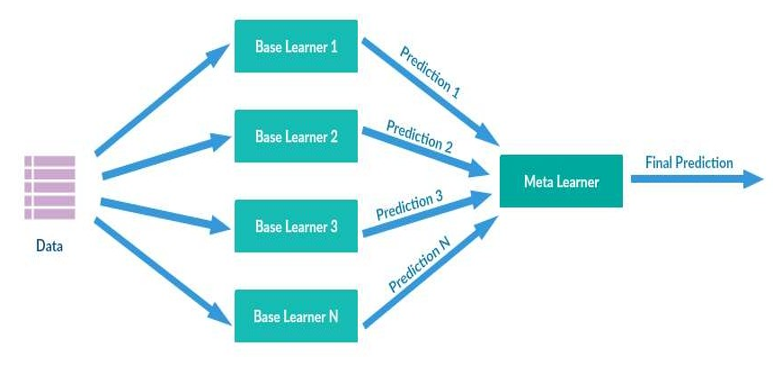 Base Learner 1
Prediction 1
Base Learner 2
Prediction 2
Data
Meta Learner
Final Prediction
Base Learner 3
Prediction 3
Base Learner N
Prediction N